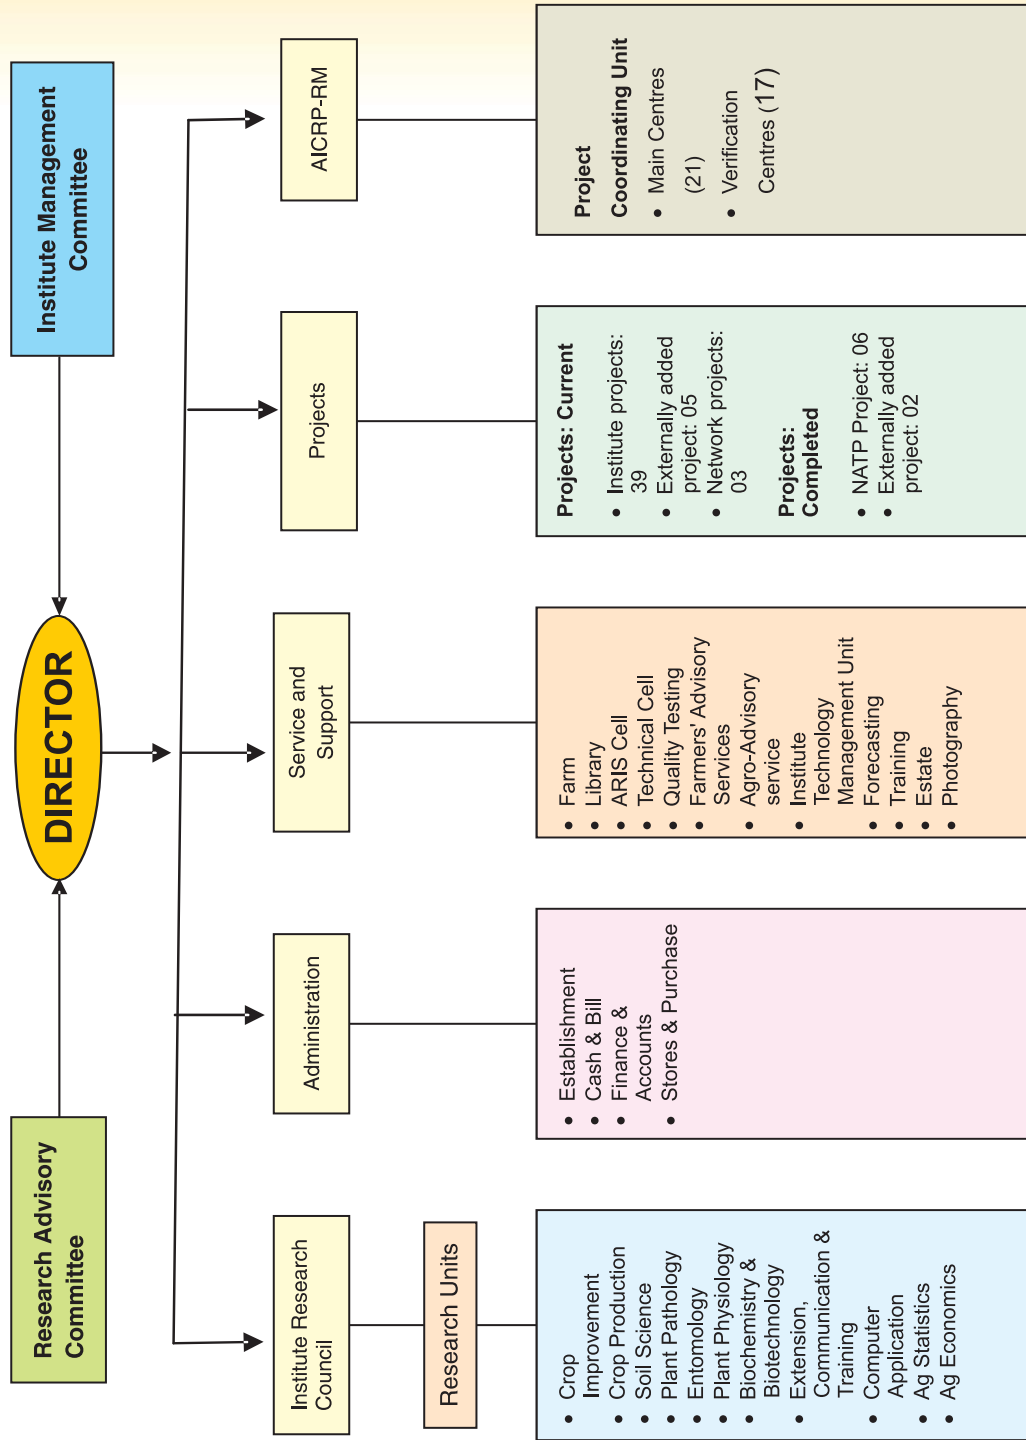 Research Advisory
Committee
DIRECTOR
Institute Management
Committee
Institute Research
Council
Administration
Service and
Support
Projects
AICRP-RM
Research Units
• Crop
Improvement
• Crop Production
• Soil Science
• Plant Pathology
• Entomology
• Plant Physiology
• Biochemistry &
Biotechnology
• Extension,
Communication &
Training
• Computer
Application
• Ag Statistics
• Ag Economics
• Establishment
• Cash & Bill
• Finance &
Accounts
• Stores & Purchase
• Farm
• Library
• ARIS Cell
• Technical Cell
• Quality Testing
• Farmers' Advisory
Services
• Agro-Advisory
service
• Institute
Technology
Management Unit
• Forecasting
• Training
• Estate
• Photography
Projects: Current
• Institute projects:
39
• Externally added
project: 05
• Network projects:
03
Projects:
Completed
• NATP Project: 06
• Externally added
project: 02
Project
Coordinating Unit
• Main Centres
(21)
• Verification
Centres (17)